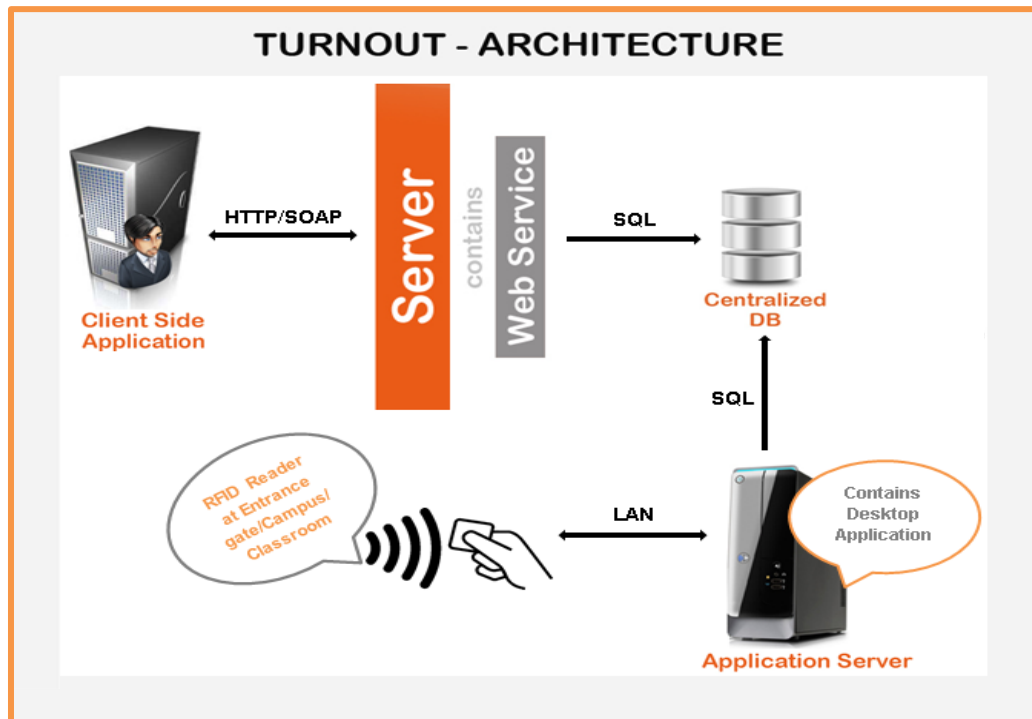 TURNOUT - ARCHITECTURE
HTTP/SOAP
Client Side
Application
Server
contains
Web Service
SQL
Centralized
DB
SQL
RFID Reader
at Entrance
gate/Campus/
Classroom
LAN
Contains
Desktop
Application
Application Server